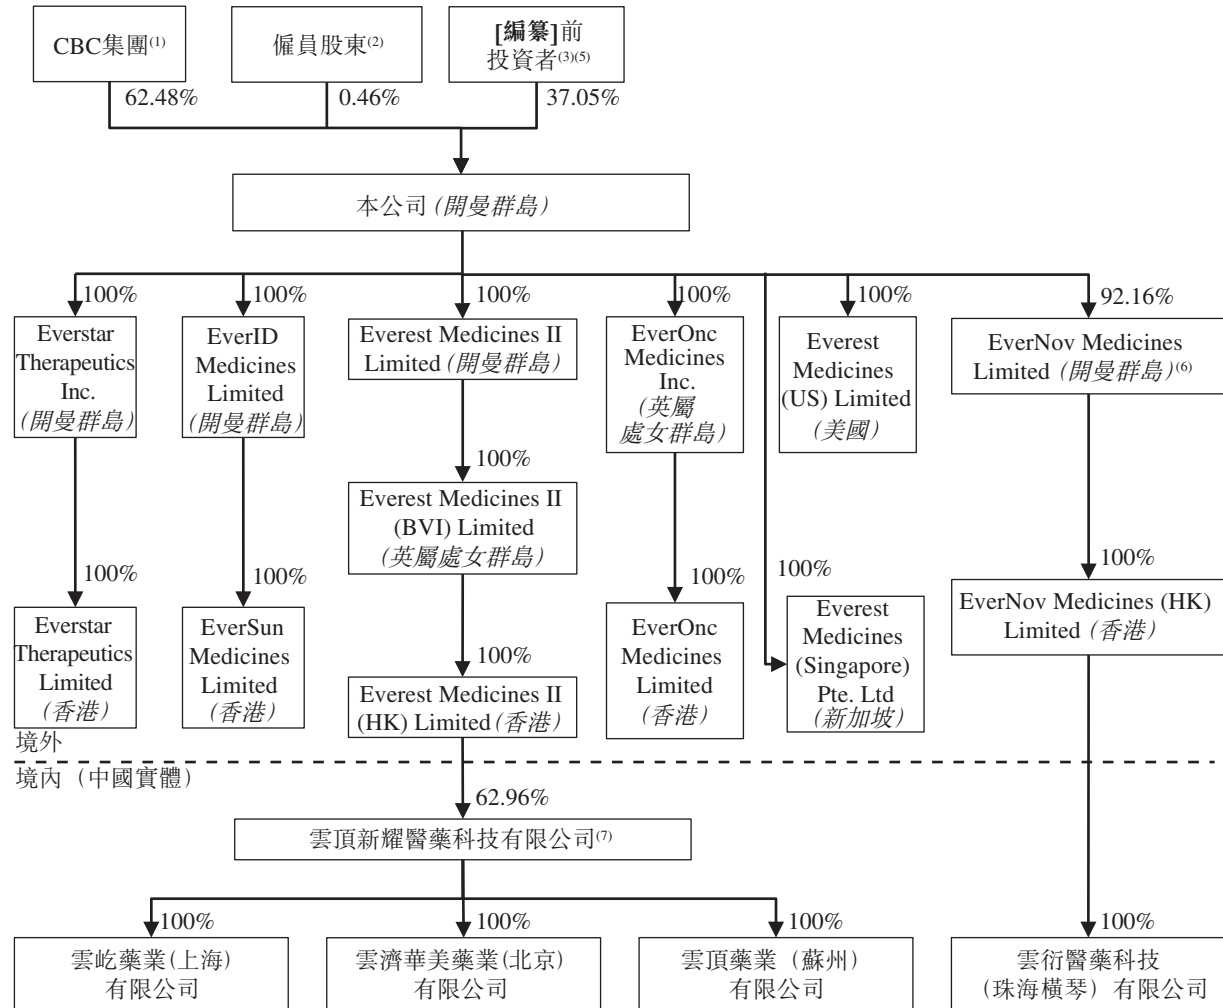 CBC集團(1)
僱員股東(2)
[編纂]前
投資者(3)(5)
62.48%
0.46%
37.05%
本公司(開曼群島)
100%
100%
100%
100%
100%
92.16%
Everstar
Therapeutics
Inc.
(開曼群島)
EverID
Medicines
Limited
(開曼群島)
Everest Medicines II
Limited (開曼群島)
EverOnc
Medicines
Inc.
(英屬
處女群島)
Everest
Medicines
(US) Limited
(美國)
EverNov Medicines
Limited (開曼群島)(6)
100%
Everest Medicines II
(BVI) Limited
(英屬處女群島)
100%
100%
100%
100%
100%
100%
Everstar
Therapeutics
Limited
(香港)
EverSun
Medicines
Limited
(香港)
Everest Medicines II
(HK) Limited (香港)
EverOnc
Medicines
Limited
(香港)
Everest
Medicines
(Singapore)
Pte. Ltd
(新加坡)
EverNov Medicines (HK)
Limited (香港)
境外
境內（中國實體）
62.96%
雲頂新耀醫藥科技有限公司(7)
100%
100%
100%
100%
雲屹藥業(上海)
有限公司
雲濟華美藥業(北京)
有限公司
雲頂藥業（蘇州）
有限公司
雲衍醫藥科技
（珠海橫琴）有限公司